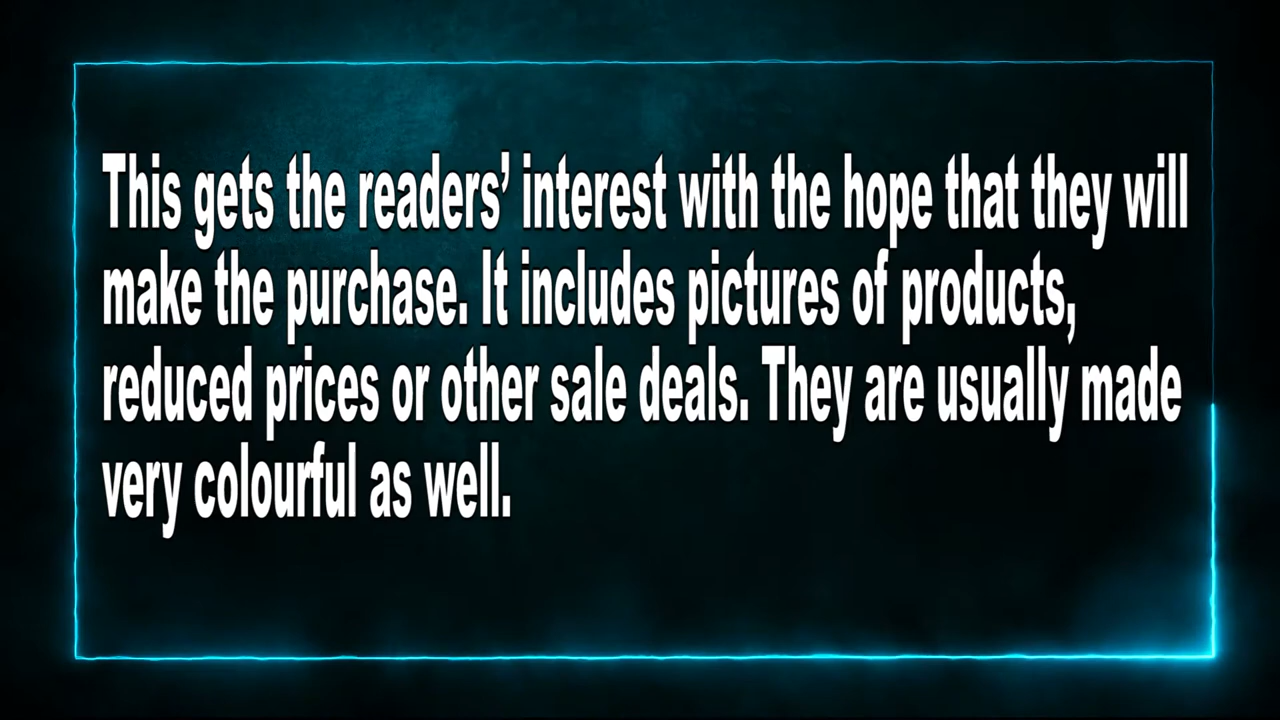 This gets the readers’ interest with the hope that they will
make the purchase. It includes pictures of products,
reduced prices or other sale deals. They are usually made
very colourful as well.